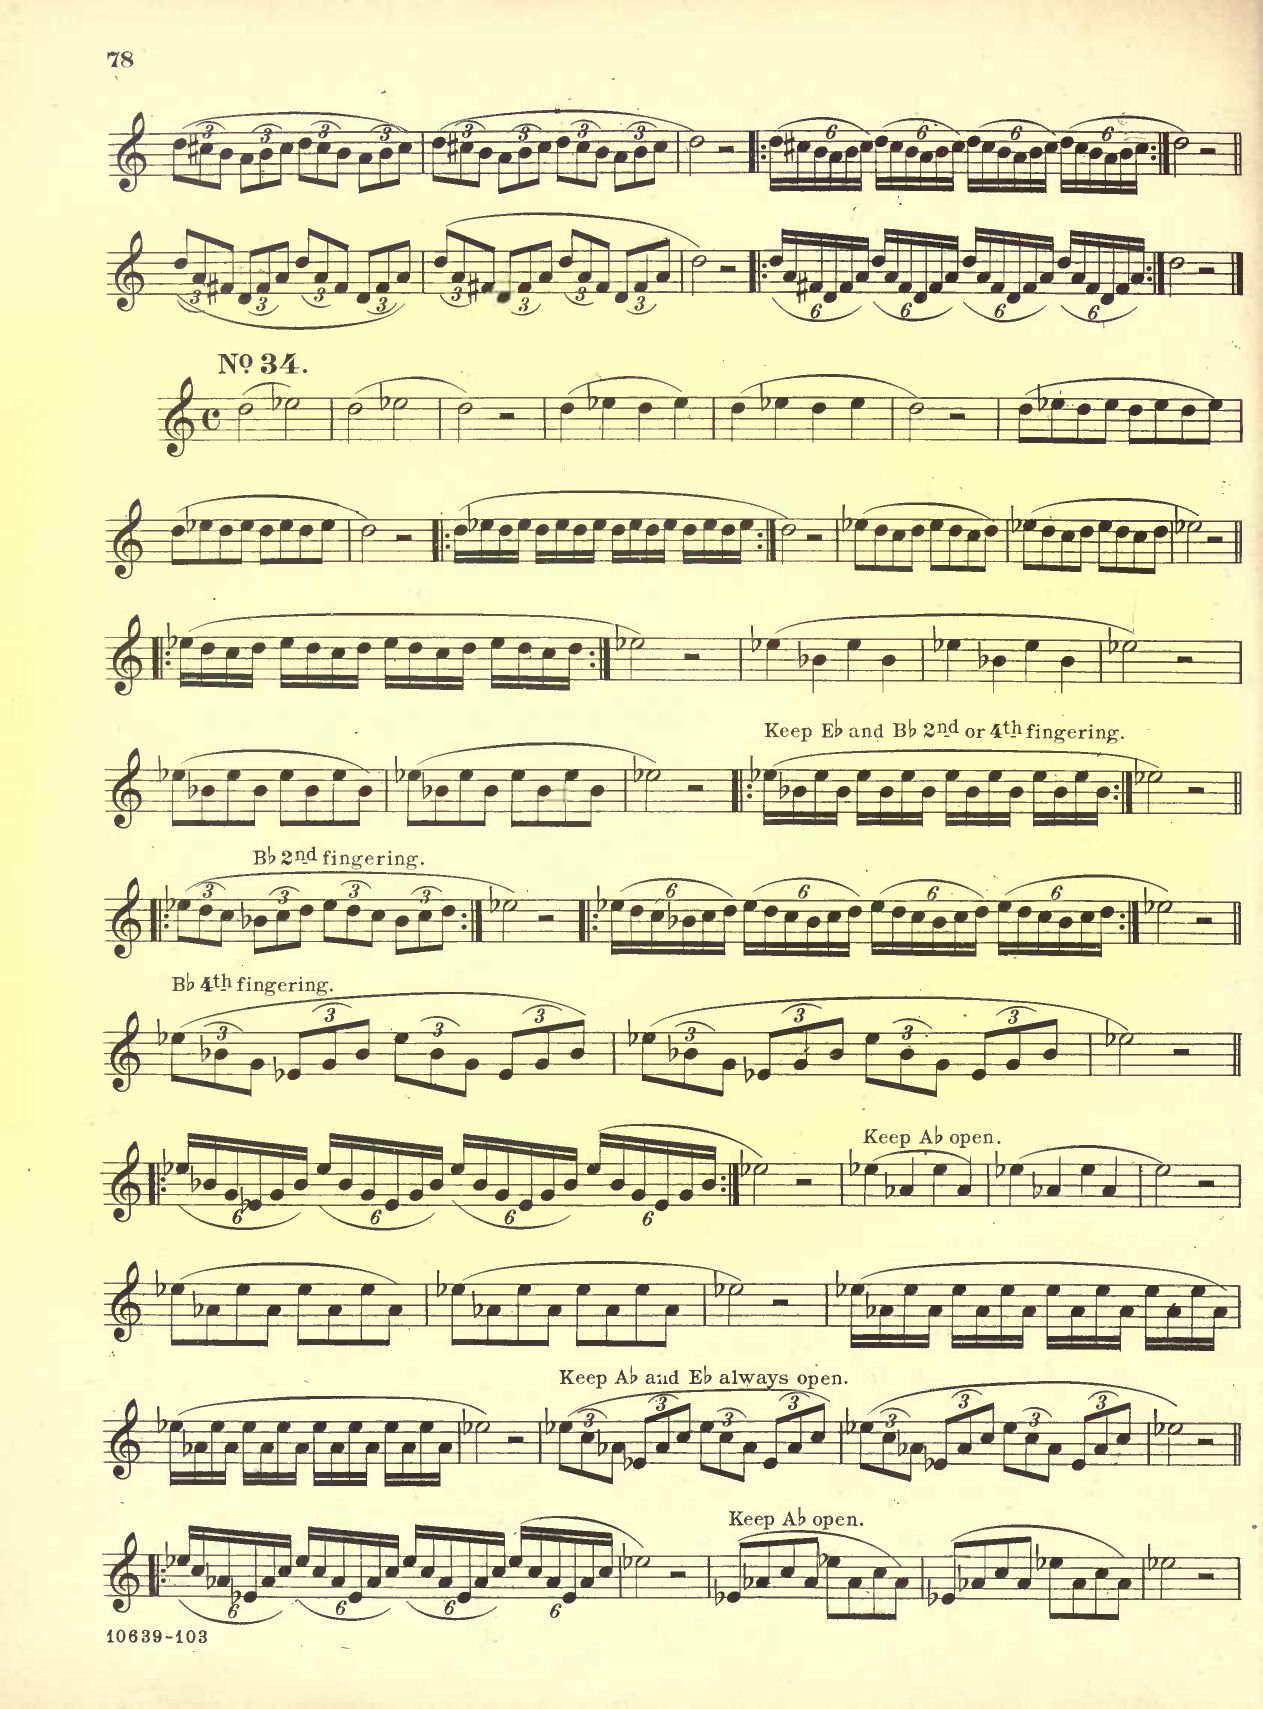 78
3 3 3 3 3 3 3 3 6 6 6 6
3 3 3 3 3 3 3 3 6 6 6 6
No. 34.
Keep E♭ and B♭ 2nd or 4th fingering.
B♭ 2nd fingering.
3 3 3 3 6 6 6 6
B♭ 4th fingering.
3 3 3 3 3 3 3 3
Keep A♭ open.
6 6 6 6
Keep A♭ and E♭ always open.
3 3 3 3 3 3 3 3
Keep A♭ open.
6 6 6 6
10639-103